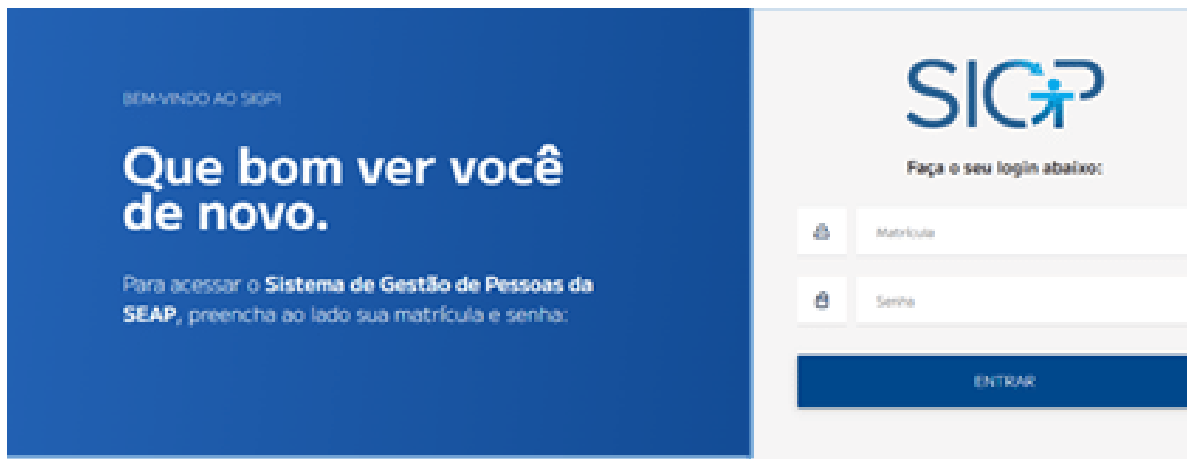 BEM-VINDO AO SIGP!
Que bom ver você
de novo.
Para acessar o Sistema de Gestão de Pessoas da
SEAP, preencha ao lado sua matrícula e senha:
SIGP
Faça o seu login abaixo:
Matrícula
Senha
ENTRAR